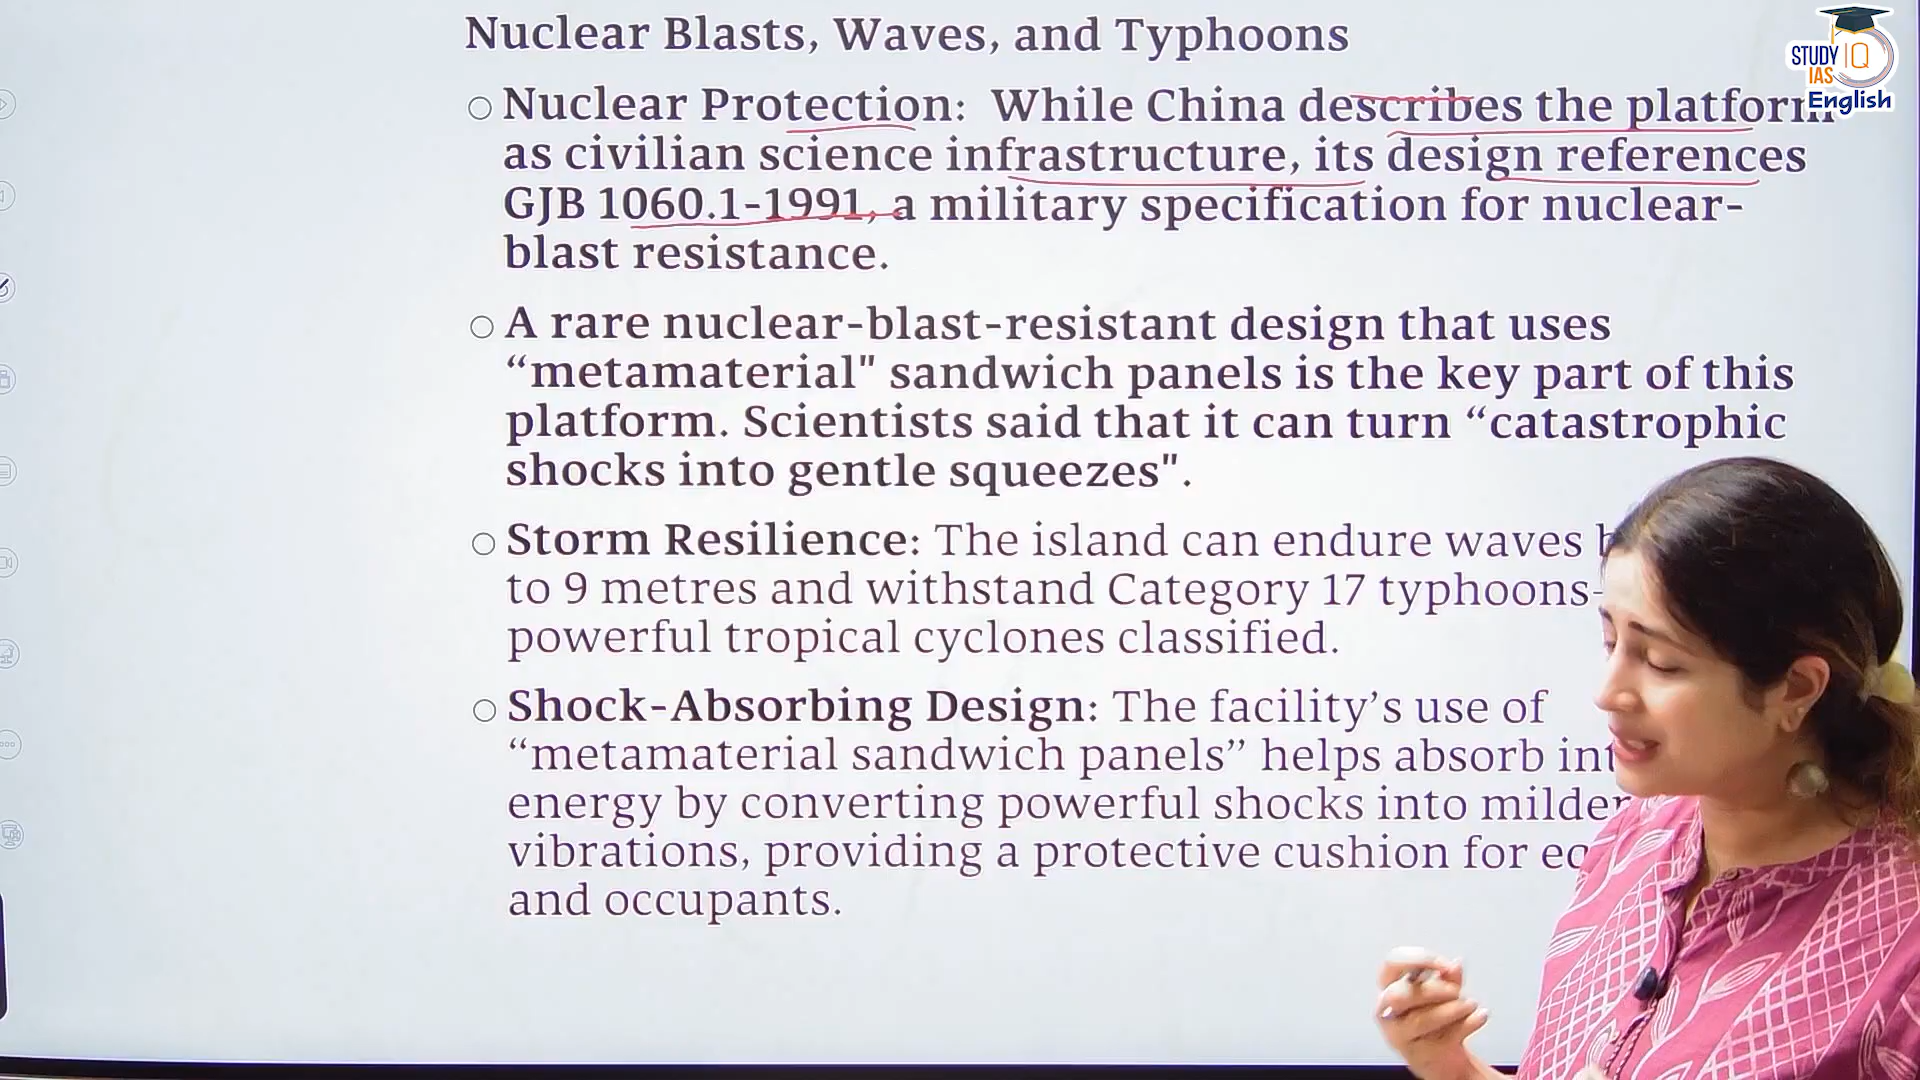 Nuclear Blasts, Waves, and Typhoons
○ Nuclear Protection: While China describes the platform
as civilian science infrastructure, its design references
GJB 1060.1-1991, a military specification for nuclear-
blast resistance.
○ A rare nuclear-blast-resistant design that uses
“metamaterial" sandwich panels is the key part of this
platform. Scientists said that it can turn “catastrophic
shocks into gentle squeezes".
○ Storm Resilience: The island can endure waves
to 9 metres and withstand Category 17 typhoons-
powerful tropical cyclones classified.
○ Shock-Absorbing Design: The facility’s use of
“metamaterial sandwich panels” helps absorb
energy by converting powerful shocks into milder
vibrations, providing a protective cushion for
and occupants.
STUDY IQ
IAS
English